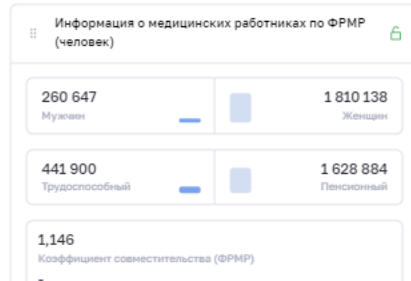 Информация о медицинских работниках по ФРМР
(человек)
260 647 1 810 138
Мужчин Женщин
441 900 1 628 884
Трудоспособный Пенсионный
1,146
Коэффициент совместительства (ФРМР)